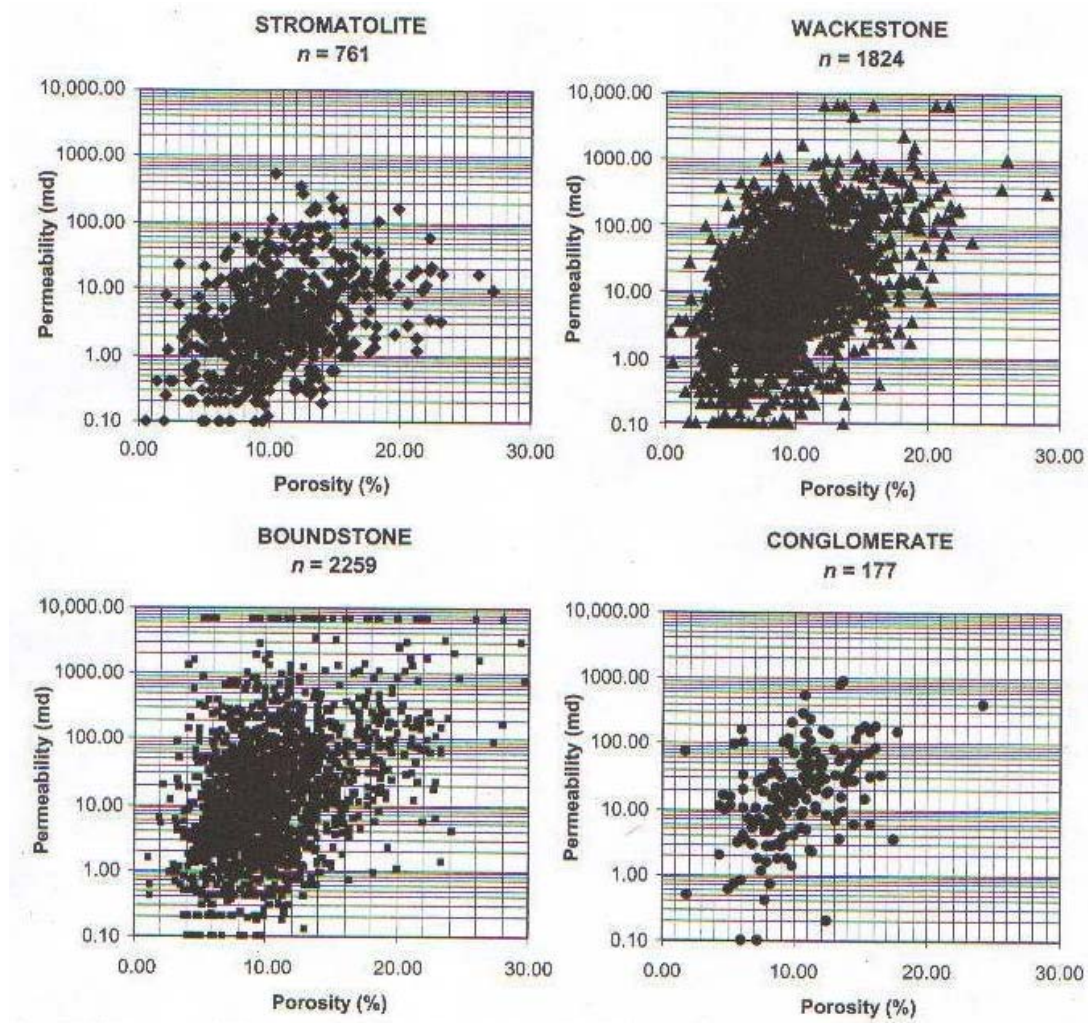 STROMATOLITE
n = 761
10,000.00
1000.00
100.00
10.00
1.00
0.10
Permeability (md)
0.00
10.00
20.00
30.00
Porosity (%)
WACKESTONE
n = 1824
10,000.00
1000.00
100.00
10.00
1.00
0.10
Permeability (md)
0.00
10.00
20.00
30.00
Porosity (%)
BOUNDSTONE
n = 2259
10,000.00
1000.00
100.00
10.00
1.00
0.10
Permeability (md)
0.00
10.00
20.00
30.00
Porosity (%)
CONGLOMERATE
n = 177
10,000.00
1000.00
100.00
10.00
1.00
0.10
Permeability (md)
0.00
10.00
20.00
30.00
Porosity (%)